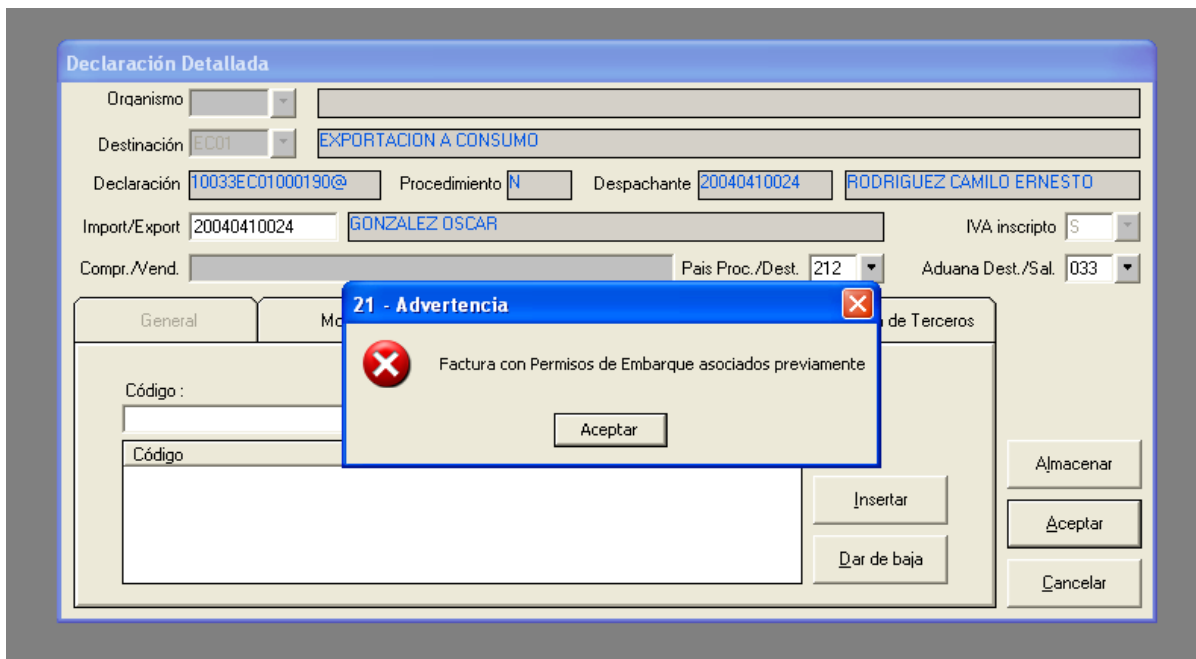 Declaración Detallada
Organismo
Destinación EC01 EXPORTACION A CONSUMO
Declaración 10033EC01000190@ Procedimiento N Despachante 20040410024 RODRIGUEZ CAMILO ERNESTO
Import/Export 20040410024 GONZALEZ OSCAR IVA inscripto S
Compr./Vend. Pais Proc./Dest. 212 Aduana Dest./Sal. 033
21 - Advertencia
General de Terceros
Factura con Permisos de Embarque asociados previamente
Código :
Aceptar
Código
Almacenar
Insertar
Aceptar
Dar de baja
Cancelar